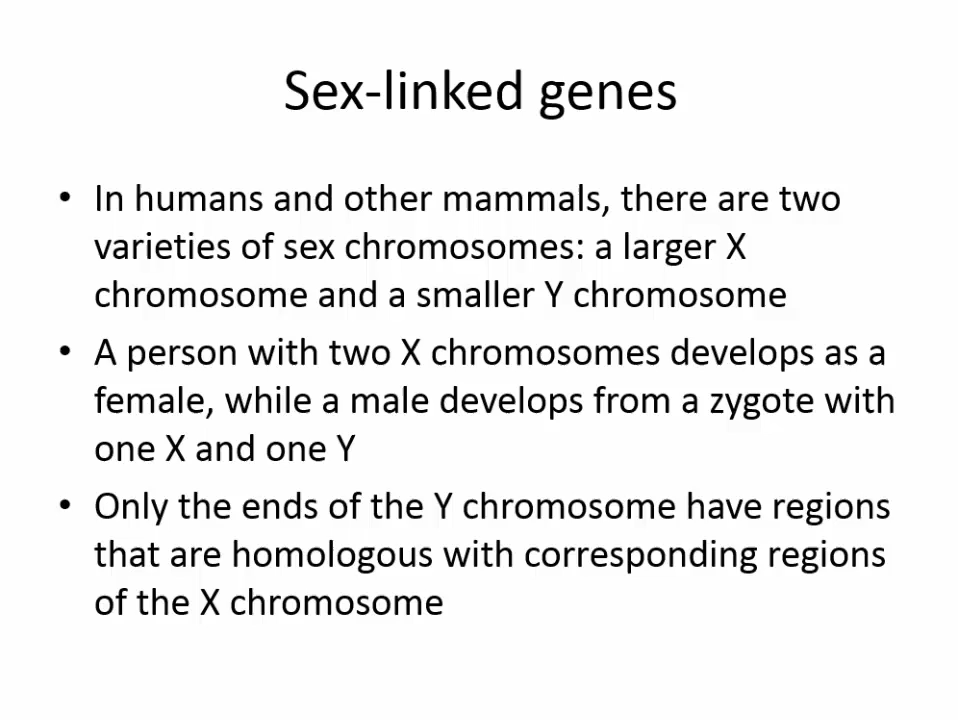 Sex-linked genes
• In humans and other mammals, there are two
varieties of sex chromosomes: a larger X
chromosome and a smaller Y chromosome
• A person with two X chromosomes develops as a
female, while a male develops from a zygote with
one X and one Y
• Only the ends of the Y chromosome have regions
that are homologous with corresponding regions
of the X chromosome